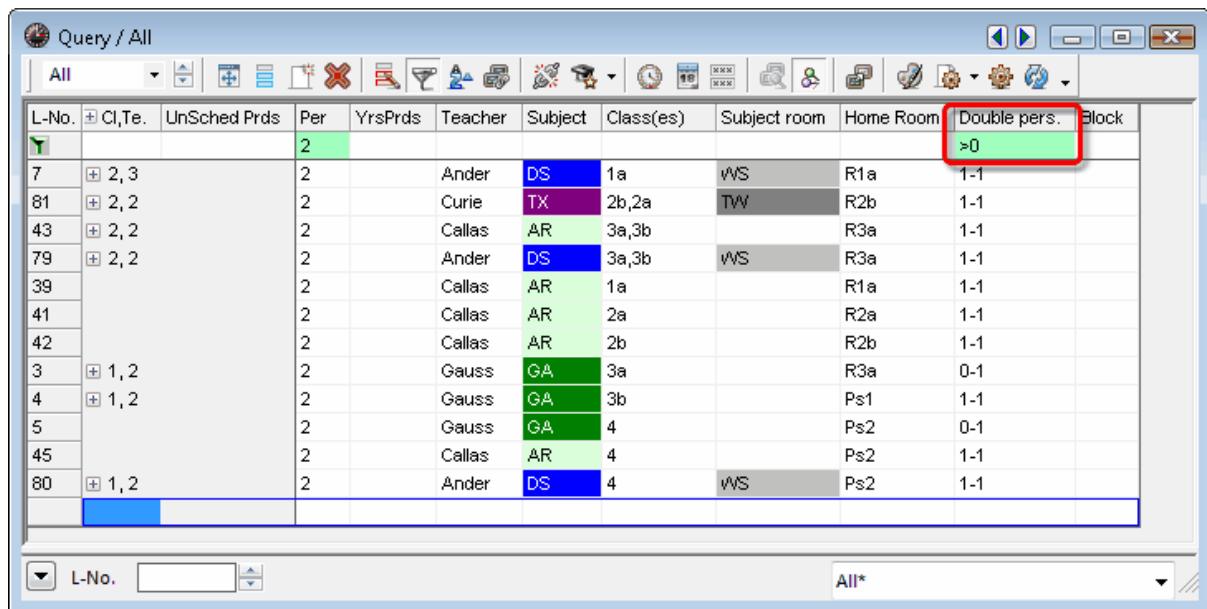 Query / All
All
L-No. Cl,Te. UnSched Prds Per YrsPrds Teacher Subject Class(es) Subject room Home Room Double pers. Block
2 >0
7 2, 3 2 Ander DS 1a WS R1a 1-1
81 2, 2 2 Curie TX 2b,2a TW R2b 1-1
43 2, 2 2 Callas AR 3a,3b R3a 1-1
79 2, 2 2 Ander DS 3a,3b WS R3a 1-1
39 2 Callas AR 1a R1a 1-1
41 2 Callas AR 2a R2a 1-1
42 2 Callas AR 2b R2b 1-1
3 1, 2 2 Gauss GA 3a R3a 0-1
4 1, 2 2 Gauss GA 3b Ps1 1-1
5 2 Gauss GA 4 Ps2 0-1
45 2 Callas AR 4 Ps2 1-1
80 1, 2 2 Ander DS 4 WS Ps2 1-1
L-No. All*